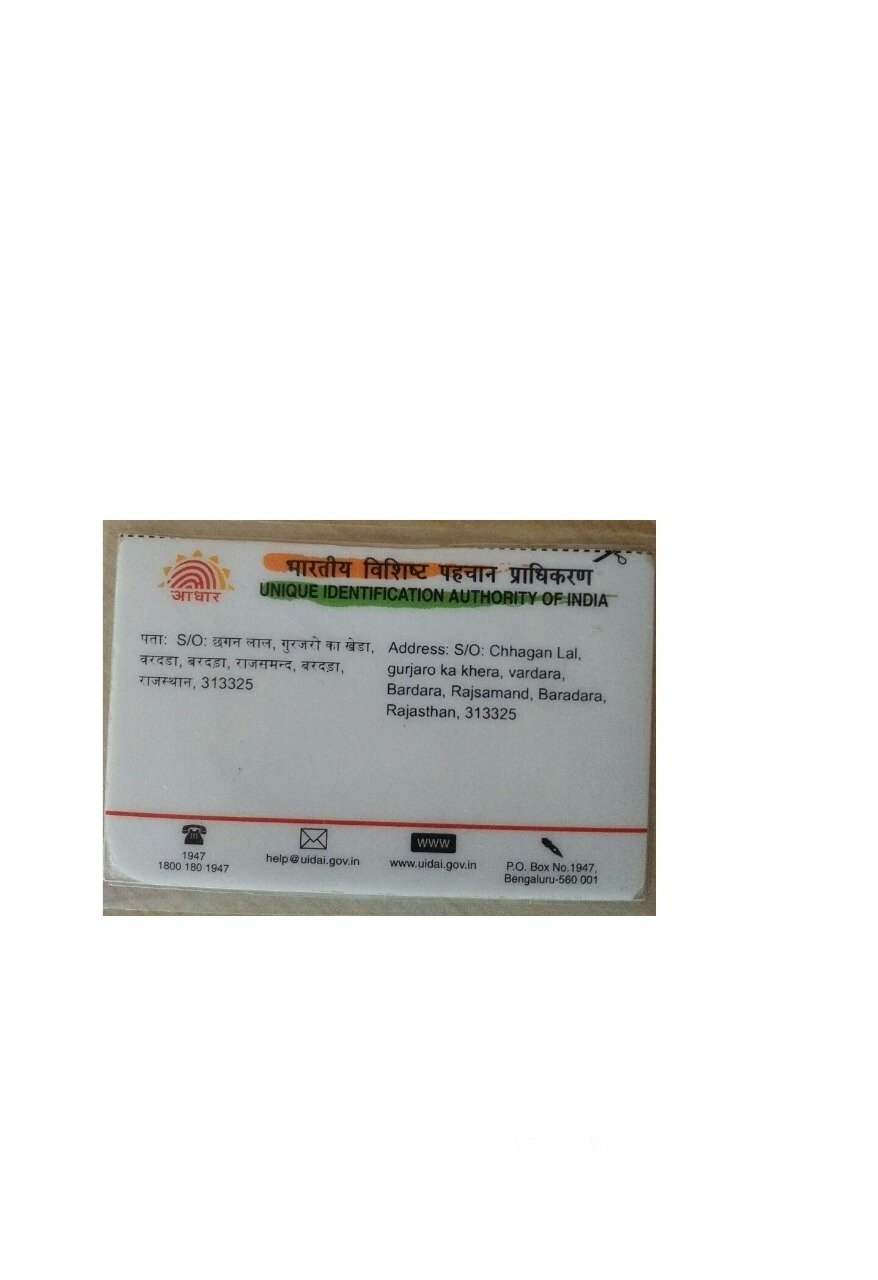 भारतीय विशिष्ट पहचान प्राधिकरण
UNIQUE IDENTIFICATION AUTHORITY OF INDIA
आधार
पता: S/O: छगन लाल, गुरजरो का खेडा,
वरदडा, बरदड़ा, राजसमन्द, बरदड़ा,
राजस्थान, 313325
Address: S/O: Chhagan Lal,
gurjaro ka khera, vardara,
Bardara, Rajsamand, Baradara,
Rajasthan, 313325
1947
1800 180 1947
help@uidai.gov.in
www
www.uidai.gov.in
P.O. Box No.1947,
Bengaluru-560 001